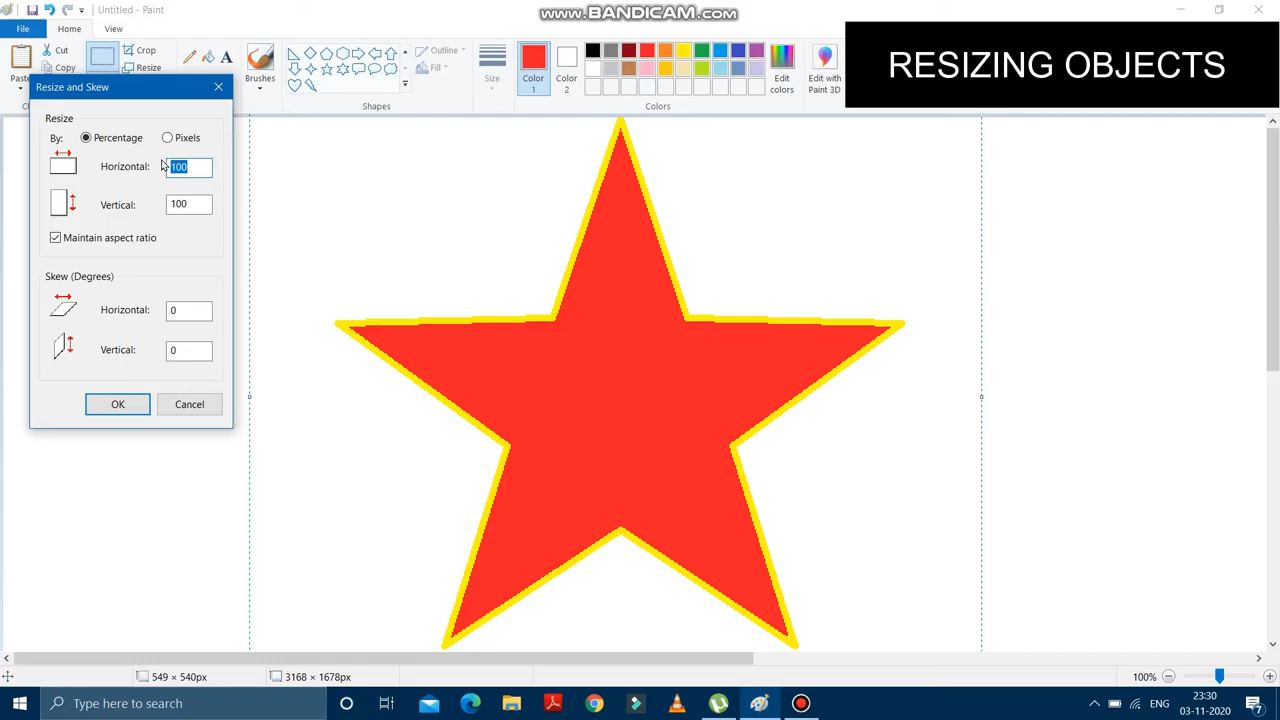 www.BANDICAM.com
Untitled - Paint
File
Home
View
RESIZING OBJECTS
Cut
Copy
Paste
Crop
Resize
Brushes
Shapes
Outline
Fill
Size
Color
1
Color
2
Edit
colors
Edit with
Paint 3D
Colors
Resize and Skew
Resize
By:
Percentage
Pixels
Horizontal:
100
Vertical:
100
Maintain aspect ratio
Skew (Degrees)
Horizontal:
0
Vertical:
0
OK
Cancel
549 × 540px
3168 × 1678px
100%
Type here to search
ENG
23:30
03-11-2020
7